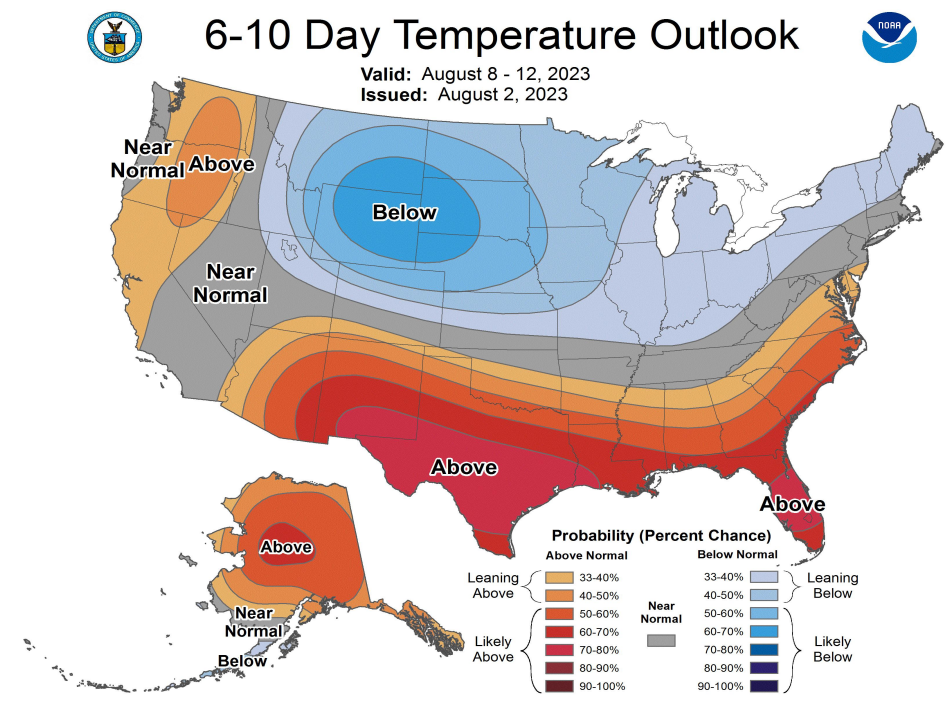 6-10 Day Temperature Outlook
Valid: August 8 - 12, 2023
Issued: August 2, 2023
NOAA
Near
Normal
Above
Below
Near
Normal
Above
Above
Above
Near
Normal
Below
Probability (Percent Chance)
Above Normal
Below Normal
Leaning
Above
33-40%
40-50%
Likely
Above
50-60%
60-70%
70-80%
80-90%
90-100%
Near
Normal
33-40%
40-50%
Leaning
Below
50-60%
60-70%
70-80%
80-90%
90-100%
Likely
Below